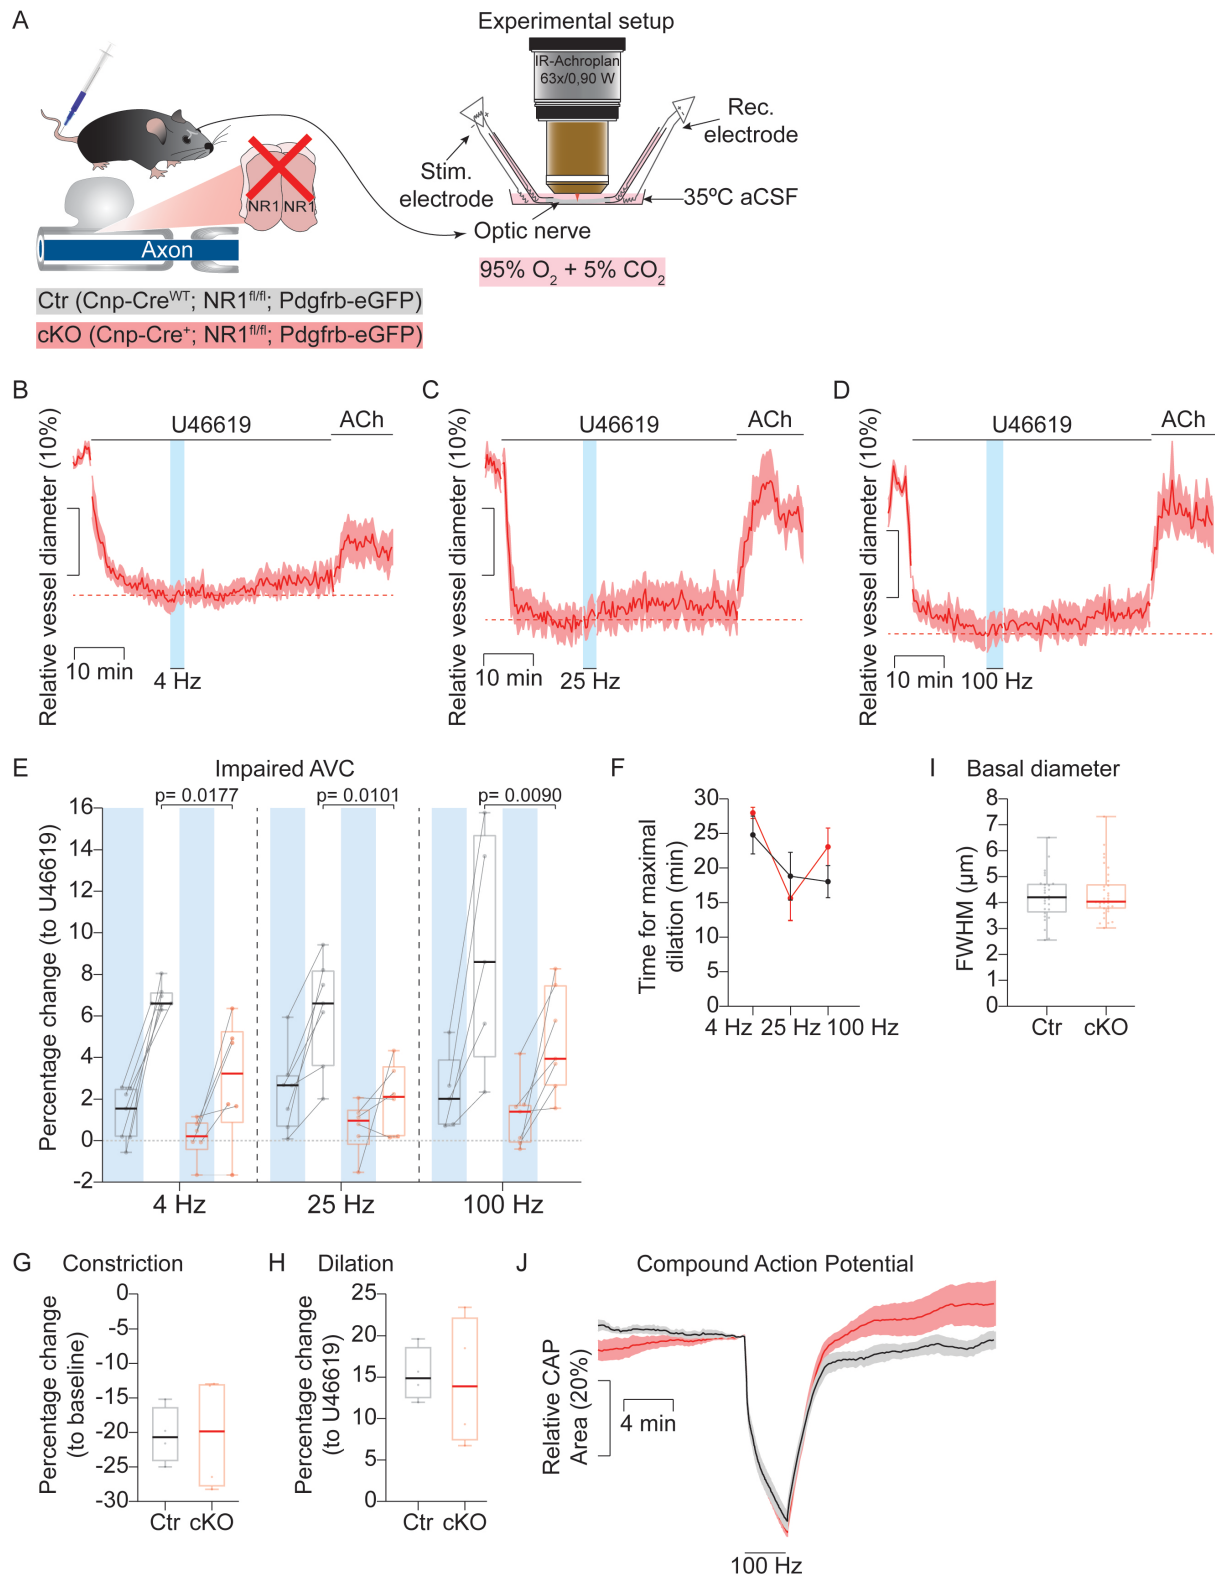 A
Experimental setup
IR-Achroplan
63x/0,90 W
Rec.
electrode
Stim.
electrode
NR1 NR1
35ºC aCSF
Optic nerve
Axon
95% O2 + 5% CO2
Ctr (Cnp-CreWT; NR1fl/fl; Pdgfrb-eGFP)
cKO (Cnp-Cre+; NR1fl/fl; Pdgfrb-eGFP)
B
U46619
ACh
Relative vessel diameter (10%)
10 min
4 Hz
C
U46619
ACh
Relative vessel diameter (10%)
10 min
25 Hz
D
U46619
ACh
Relative vessel diameter (10%)
10 min
100 Hz
E
Impaired AVC
p= 0.0177
p= 0.0101
p= 0.0090
Percentage change (to U46619)
16
14
12
10
8
6
4
2
0
-2
4 Hz
25 Hz
100 Hz
F
Time for maximal
dilation (min)
30
25
20
15
10
5
0
4 Hz
25 Hz
100 Hz
I
Basal diameter
FWHM (µm)
8
7
6
5
4
3
2
1
0
Ctr
cKO
G
Constriction
Percentage change
(to baseline)
0
-5
-10
-15
-20
-25
-30
Ctr
cKO
H
Dilation
Percentage change
(to U46619)
25
20
15
10
5
0
Ctr
cKO
J
Compound Action Potential
Relative CAP
Area (20%)
4 min
100 Hz